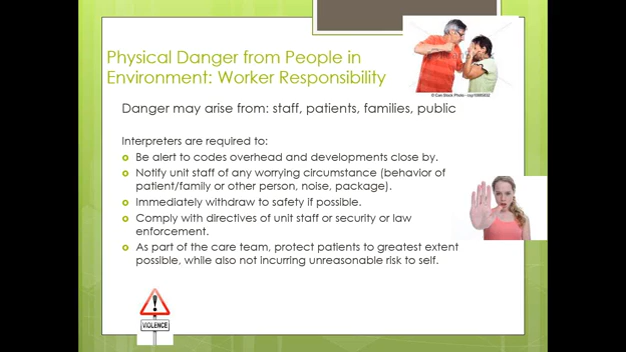 Physical Danger from People in
Environment: Worker Responsibility
© Can Stock Photo
Danger may arise from: staff, patients, families, public
Interpreters are required to:
Be alert to codes overhead and developments close by.
Notify unit staff of any worrying circumstance (behavior of
patient/family or other person, noise, package).
Immediately withdraw to safety if possible.
Comply with directives of unit staff or security or law
enforcement.
As part of the care team, protect patients to greatest extent
possible, while also not incurring unreasonable risk to self.
VIOLENCE